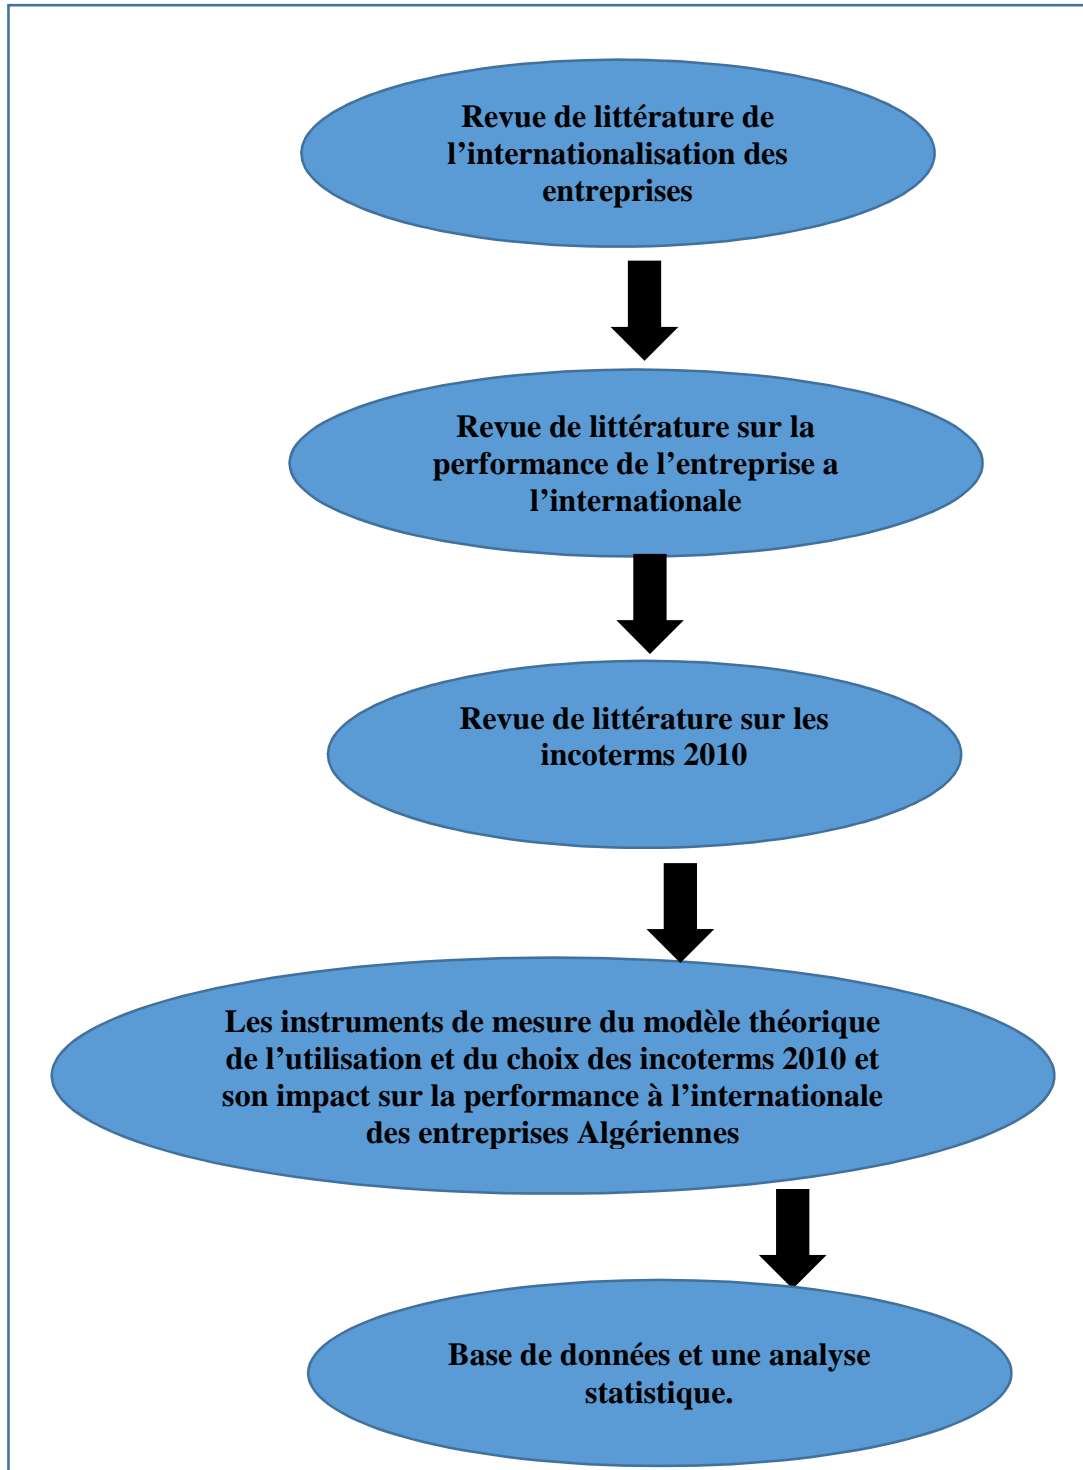 Revue de littérature de
l’internationalisation des
entreprises
Revue de littérature sur la
performance de l’entreprise a
l’internationale
Revue de littérature sur les
incoterms 2010
Les instruments de mesure du modèle théorique
de l’utilisation et du choix des incoterms 2010 et
son impact sur la performance à l’internationale
des entreprises Algériennes
Base de données et une analyse
statistique.